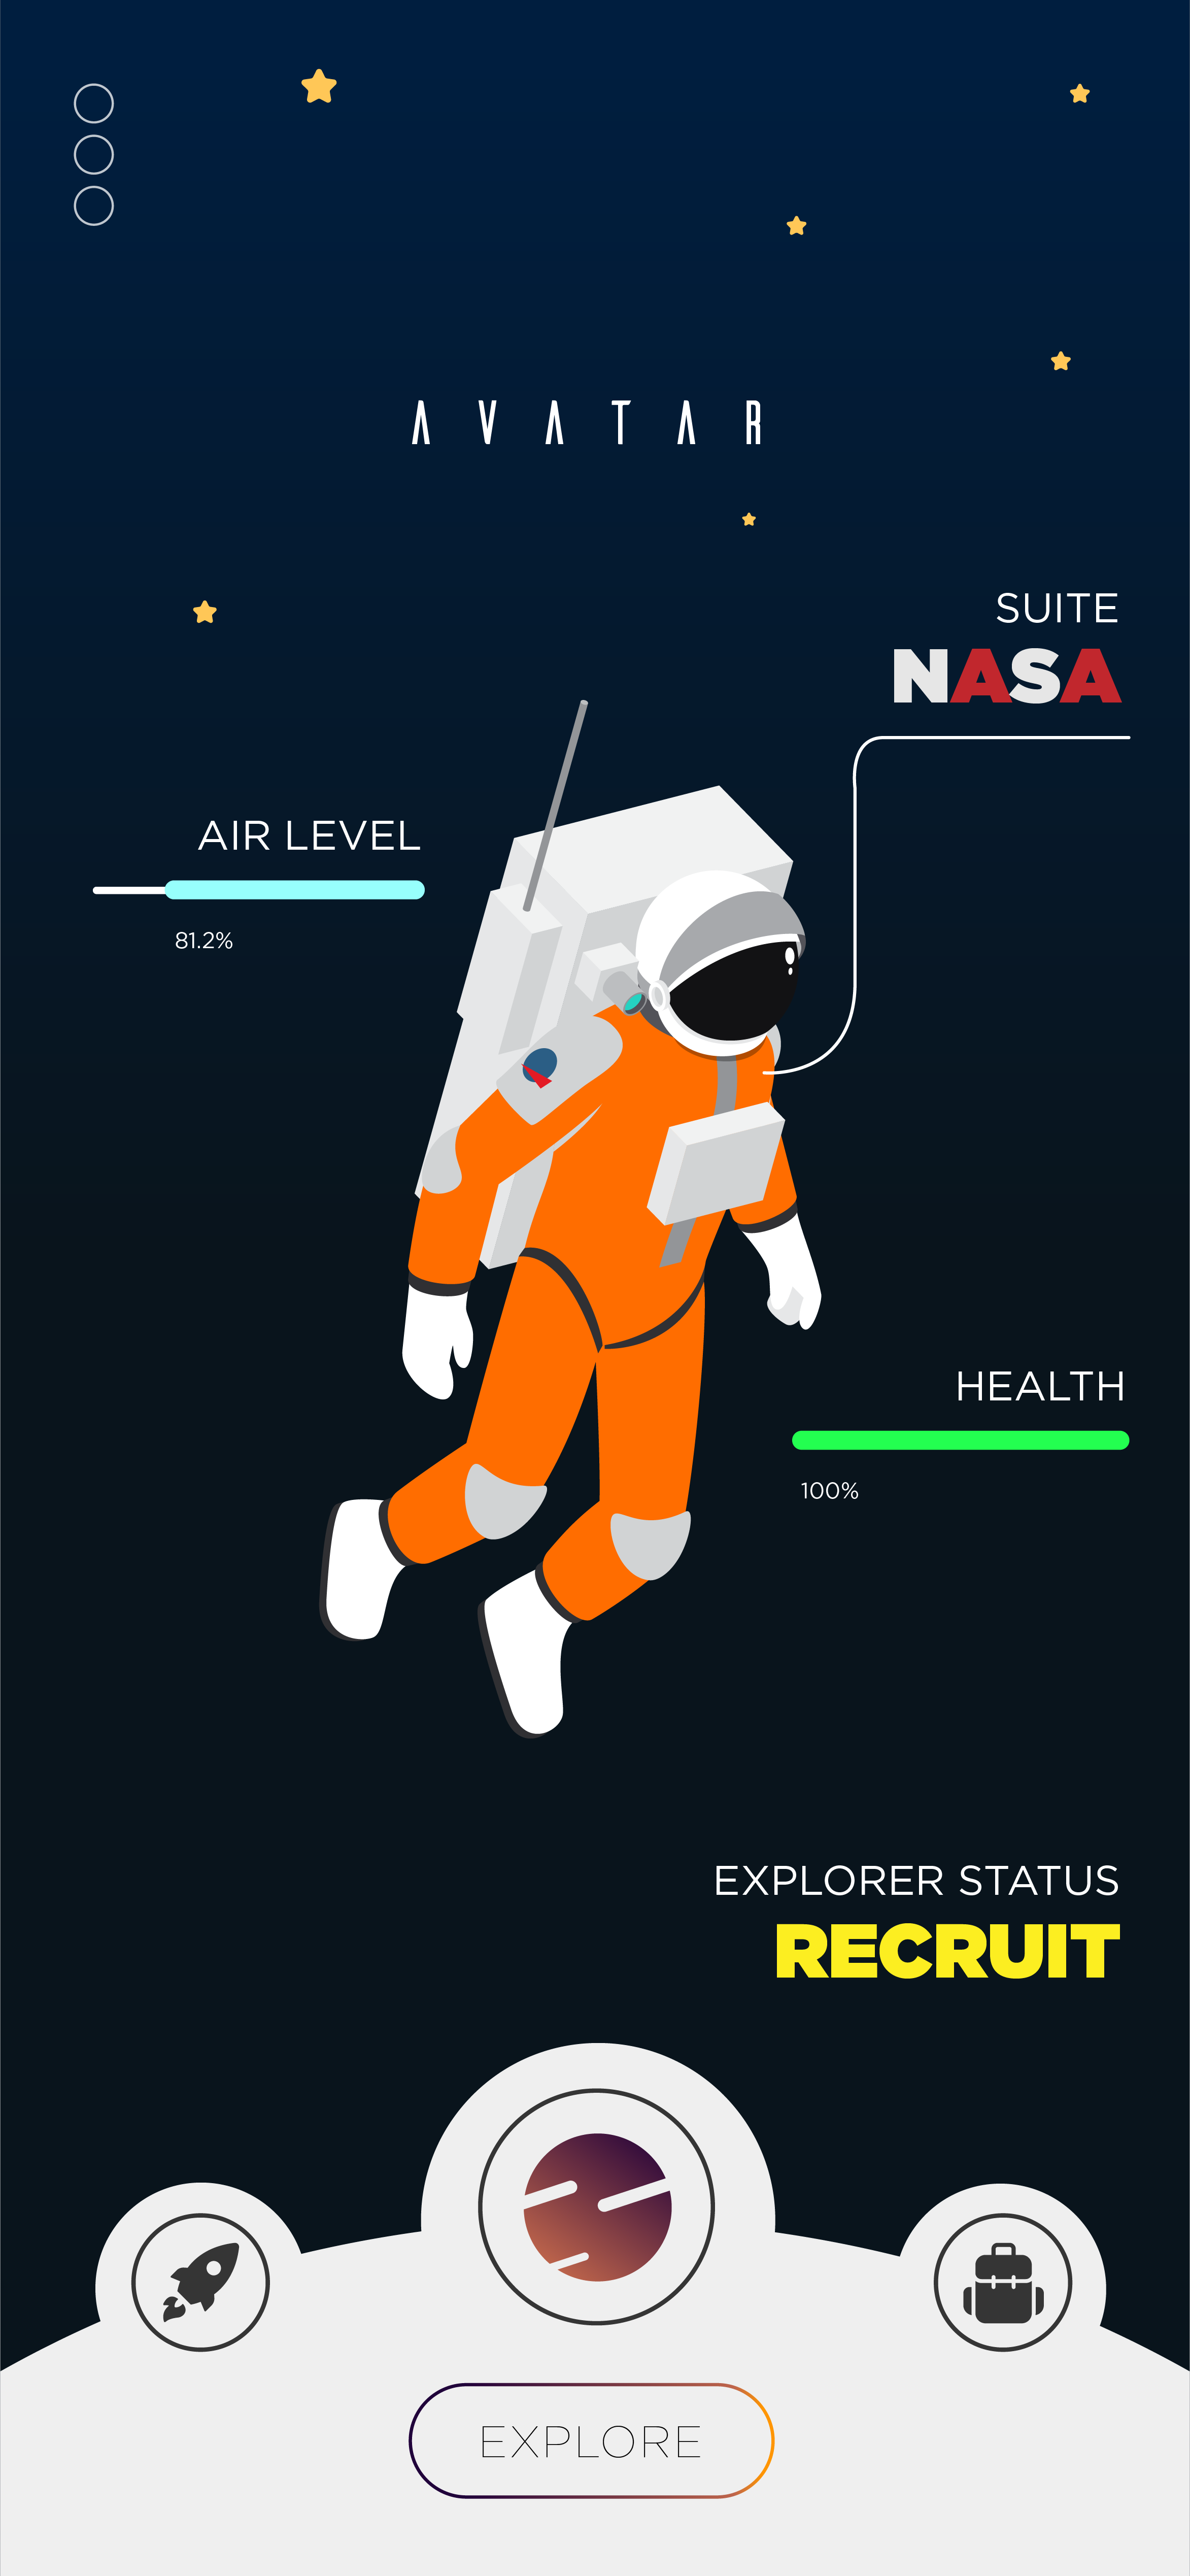 AVATAR
SUITE
NASA
AIR LEVEL
81.2%
HEALTH
100%
EXPLORER STATUS
RECRUIT
EXPLORE